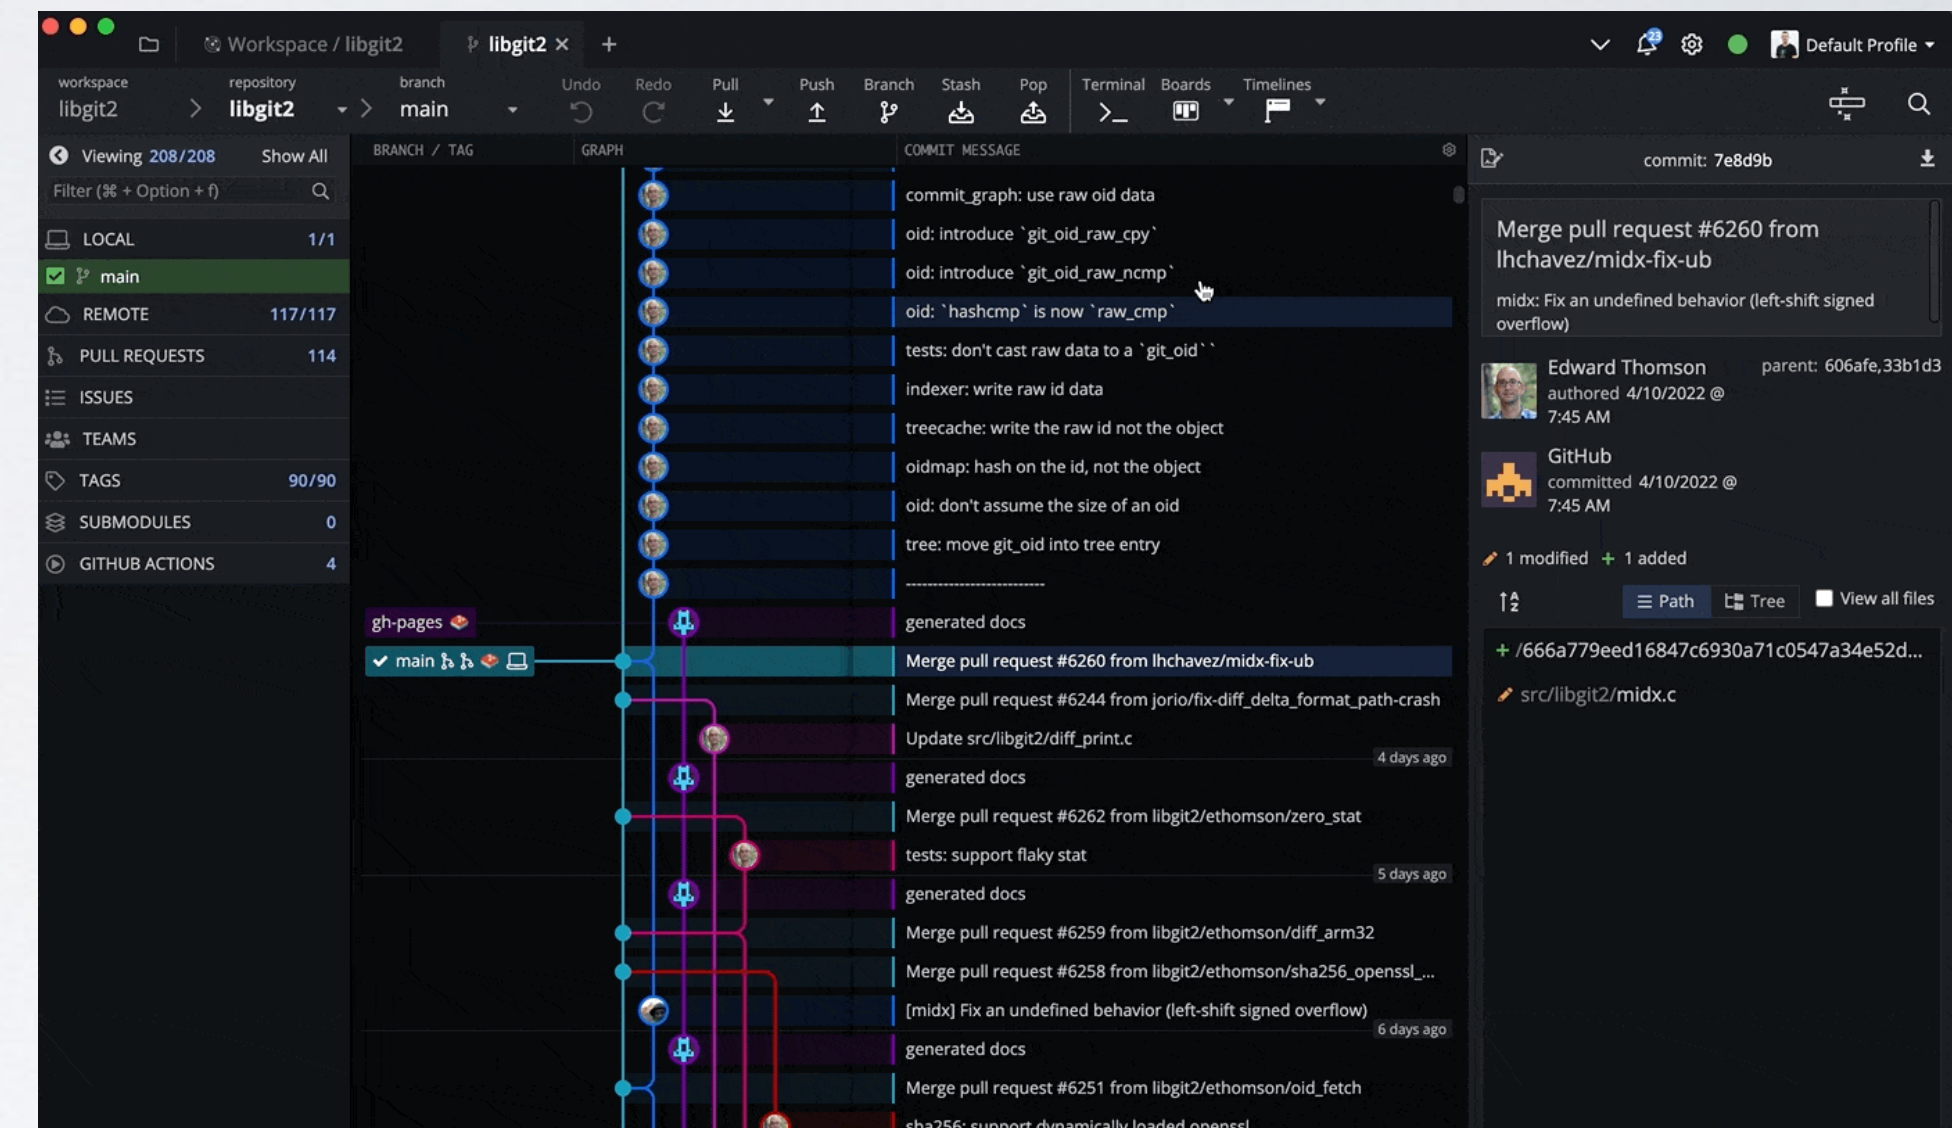 Workspace / libgit2
libgit2
23
Default Profile
workspace
libgit2
repository
libgit2
branch
main
Undo
Redo
Pull
Push
Branch
Stash
Pop
Terminal
Boards
Timelines
Viewing 208/208 Show All
Filter (⌘ + Option + f)
LOCAL 1/1
main
REMOTE 117/117
PULL REQUESTS 114
ISSUES
TEAMS
TAGS 90/90
SUBMODULES 0
GITHUB ACTIONS 4
BRANCH / TAG GRAPH COMMIT MESSAGE
commit_graph: use raw oid data
oid: introduce `git_oid_raw_cpy`
oid: introduce `git_oid_raw_ncmp`
oid: `hashcmp` is now `raw_cmp`
tests: don't cast raw data to a `git_oid``
indexer: write raw id data
treecache: write the raw id not the object
oidmap: hash on the id, not the object
oid: don't assume the size of an oid
tree: move git_oid into tree entry
--------------------------
gh-pages generated docs
main Merge pull request #6260 from lhchavez/midx-fix-ub
Merge pull request #6244 from jorio/fix-diff_delta_format_path-crash
Update src/libgit2/diff_print.c
4 days ago
generated docs
Merge pull request #6262 from libgit2/ethomson/zero_stat
tests: support flaky stat
5 days ago
generated docs
Merge pull request #6259 from libgit2/ethomson/diff_arm32
Merge pull request #6258 from libgit2/ethomson/sha256_openssl_...
[midx] Fix an undefined behavior (left-shift signed overflow)
6 days ago
generated docs
Merge pull request #6251 from libgit2/ethomson/oid_fetch
sha256: support dynamically loaded openssl
commit: 7e8d9b
Merge pull request #6260 from
lhchavez/midx-fix-ub
midx: Fix an undefined behavior (left-shift signed
overflow)
Edward Thomson parent: 606afe,33b1d3
authored 4/10/2022 @
7:45 AM
GitHub
committed 4/10/2022 @
7:45 AM
1 modified + 1 added
Path Tree View all files
+ /666a779eed16847c6930a71c0547a34e52d...
src/libgit2/midx.c